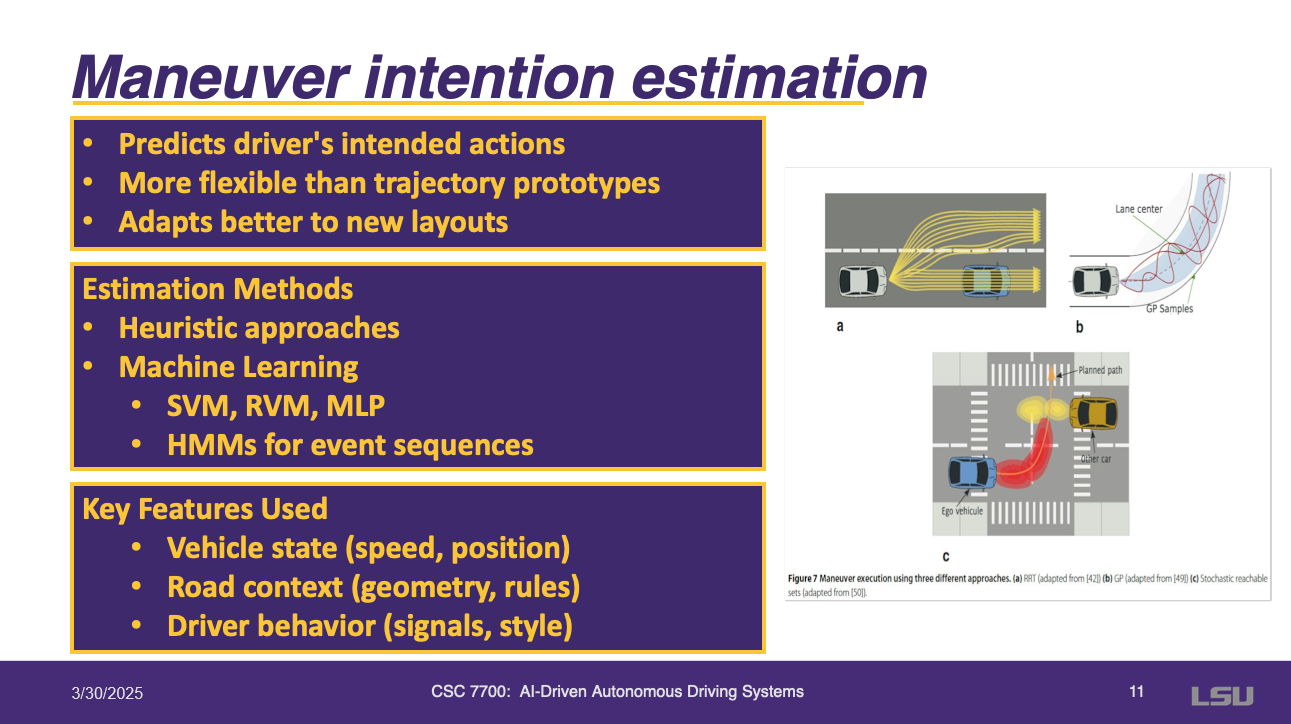 Maneuver intention estimation
• Predicts driver's intended actions
• More flexible than trajectory prototypes
• Adapts better to new layouts
Estimation Methods
• Heuristic approaches
• Machine Learning
• SVM, RVM, MLP
• HMMs for event sequences
Key Features Used
• Vehicle state (speed, position)
• Road context (geometry, rules)
• Driver behavior (signals, style)
Lane center
GP Samples
a
b
Planned path
Other car
Ego vehicule
c
Figure 7 Maneuver execution using three different approaches. (a) RRT (adapted from [42]) (b) GP (adapted from [49]) (c) Stochastic reachable
sets (adapted from [50]).
3/30/2025
CSC 7700: AI-Driven Autonomous Driving Systems
11
LSU